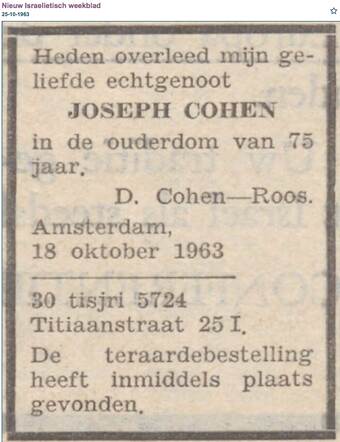 Nieuw Israelietisch weekblad
25-10-1963
Heden overleed mijn ge-
liefde echtgenoot
JOSEPH COHEN
in de ouderdom van 75
jaar.
D. Cohen—Roos.
Amsterdam,
18 oktober 1963
30 tisjri 5724
Titiaanstraat 25 I.
De teraardebestelling
heeft inmiddels plaats
gevonden.